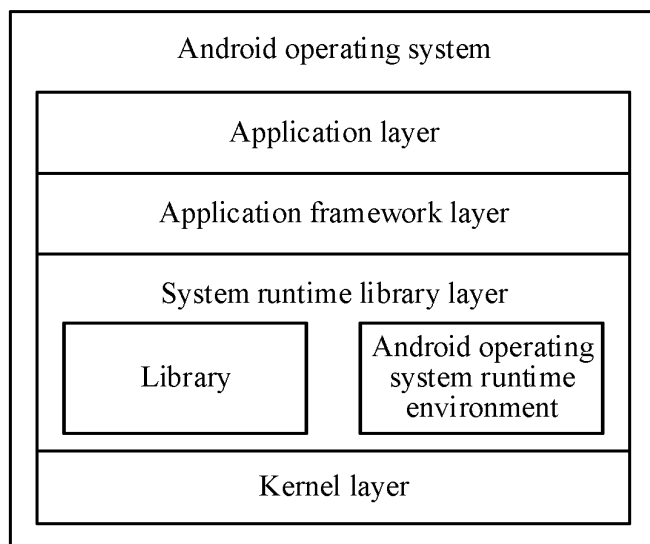 Android operating system
Application layer
Application framework layer
System runtime library layer
Library
Android operating
system runtime
environment
Kernel layer